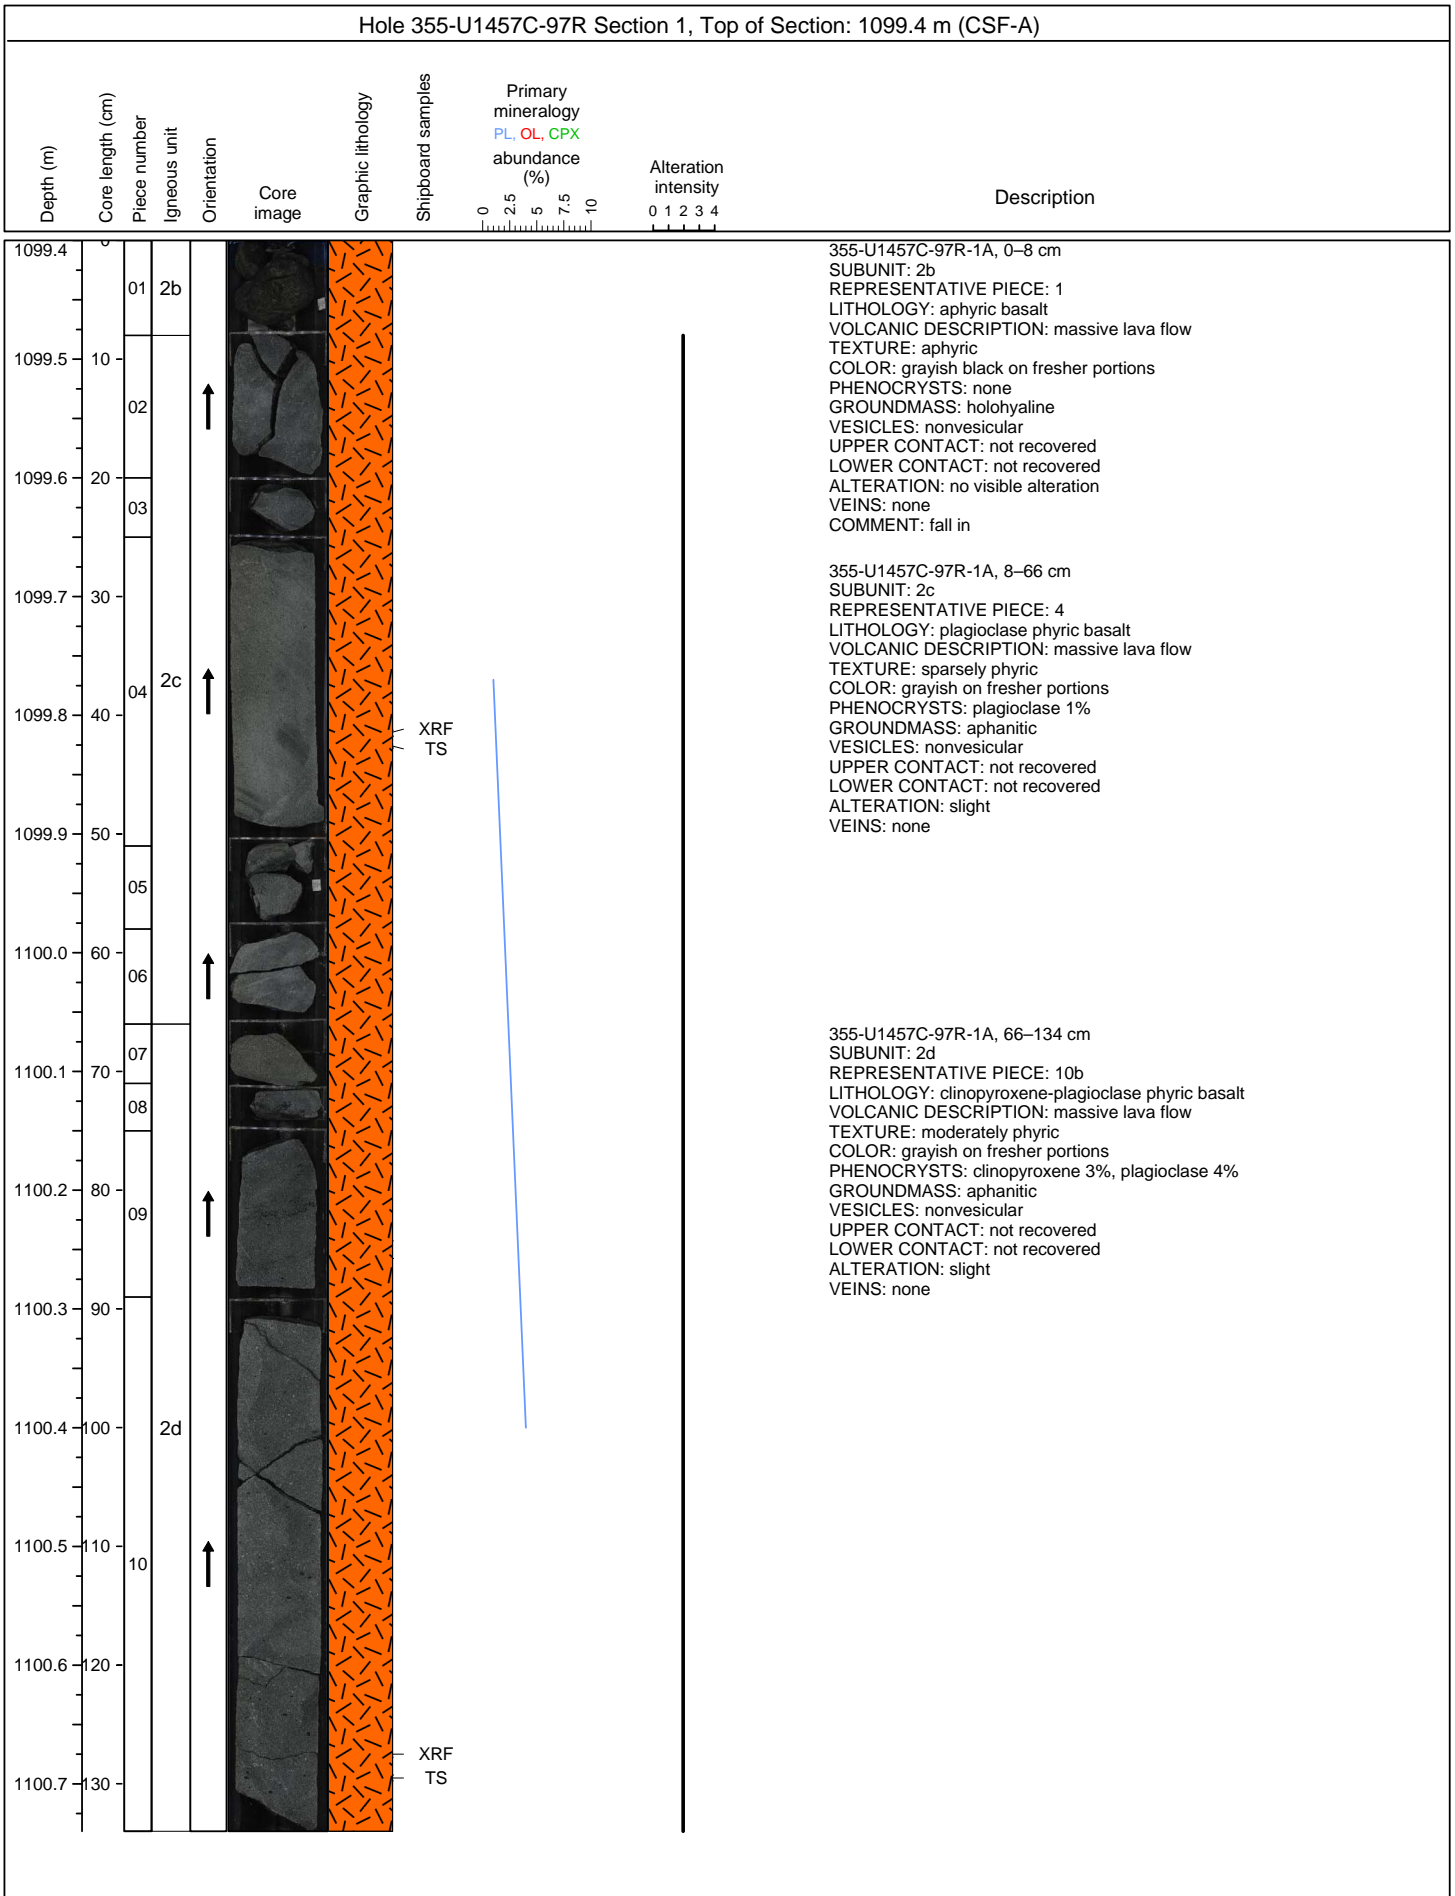 Hole 355-U1457C-97R Section 1, Top of Section: 1099.4 m (CSF-A)
Depth (m)
Core length (cm)
Piece number
Igneous unit
Orientation
Core
image
Graphic lithology
Shipboard samples
Primary
mineralogy
PL, OL, CPX
abundance
(%)
0 2.5 5 7.5 10
Alteration
intensity
0 1 2 3 4
Description
1099.4 0
01 2b
1099.5 10
02
1099.6 20
03
1099.7 30
04 2c
1099.8 40
XRF
TS
1099.9 50
05
1100.0 60
06
07
1100.1 70
08
1100.2 80
09
1100.3 90
1100.4 100 2d
1100.5 110
10
1100.6 120
XRF
TS
1100.7 130
355-U1457C-97R-1A, 0–8 cm
SUBUNIT: 2b
REPRESENTATIVE PIECE: 1
LITHOLOGY: aphyric basalt
VOLCANIC DESCRIPTION: massive lava flow
TEXTURE: aphyric
COLOR: grayish black on fresher portions
PHENOCRYSTS: none
GROUNDMASS: holohyaline
VESICLES: nonvesicular
UPPER CONTACT: not recovered
LOWER CONTACT: not recovered
ALTERATION: no visible alteration
VEINS: none
COMMENT: fall in
355-U1457C-97R-1A, 8–66 cm
SUBUNIT: 2c
REPRESENTATIVE PIECE: 4
LITHOLOGY: plagioclase phyric basalt
VOLCANIC DESCRIPTION: massive lava flow
TEXTURE: sparsely phyric
COLOR: grayish on fresher portions
PHENOCRYSTS: plagioclase 1%
GROUNDMASS: aphanitic
VESICLES: nonvesicular
UPPER CONTACT: not recovered
LOWER CONTACT: not recovered
ALTERATION: slight
VEINS: none
355-U1457C-97R-1A, 66–134 cm
SUBUNIT: 2d
REPRESENTATIVE PIECE: 10b
LITHOLOGY: clinopyroxene-plagioclase phyric basalt
VOLCANIC DESCRIPTION: massive lava flow
TEXTURE: moderately phyric
COLOR: grayish on fresher portions
PHENOCRYSTS: clinopyroxene 3%, plagioclase 4%
GROUNDMASS: aphanitic
VESICLES: nonvesicular
UPPER CONTACT: not recovered
LOWER CONTACT: not recovered
ALTERATION: slight
VEINS: none